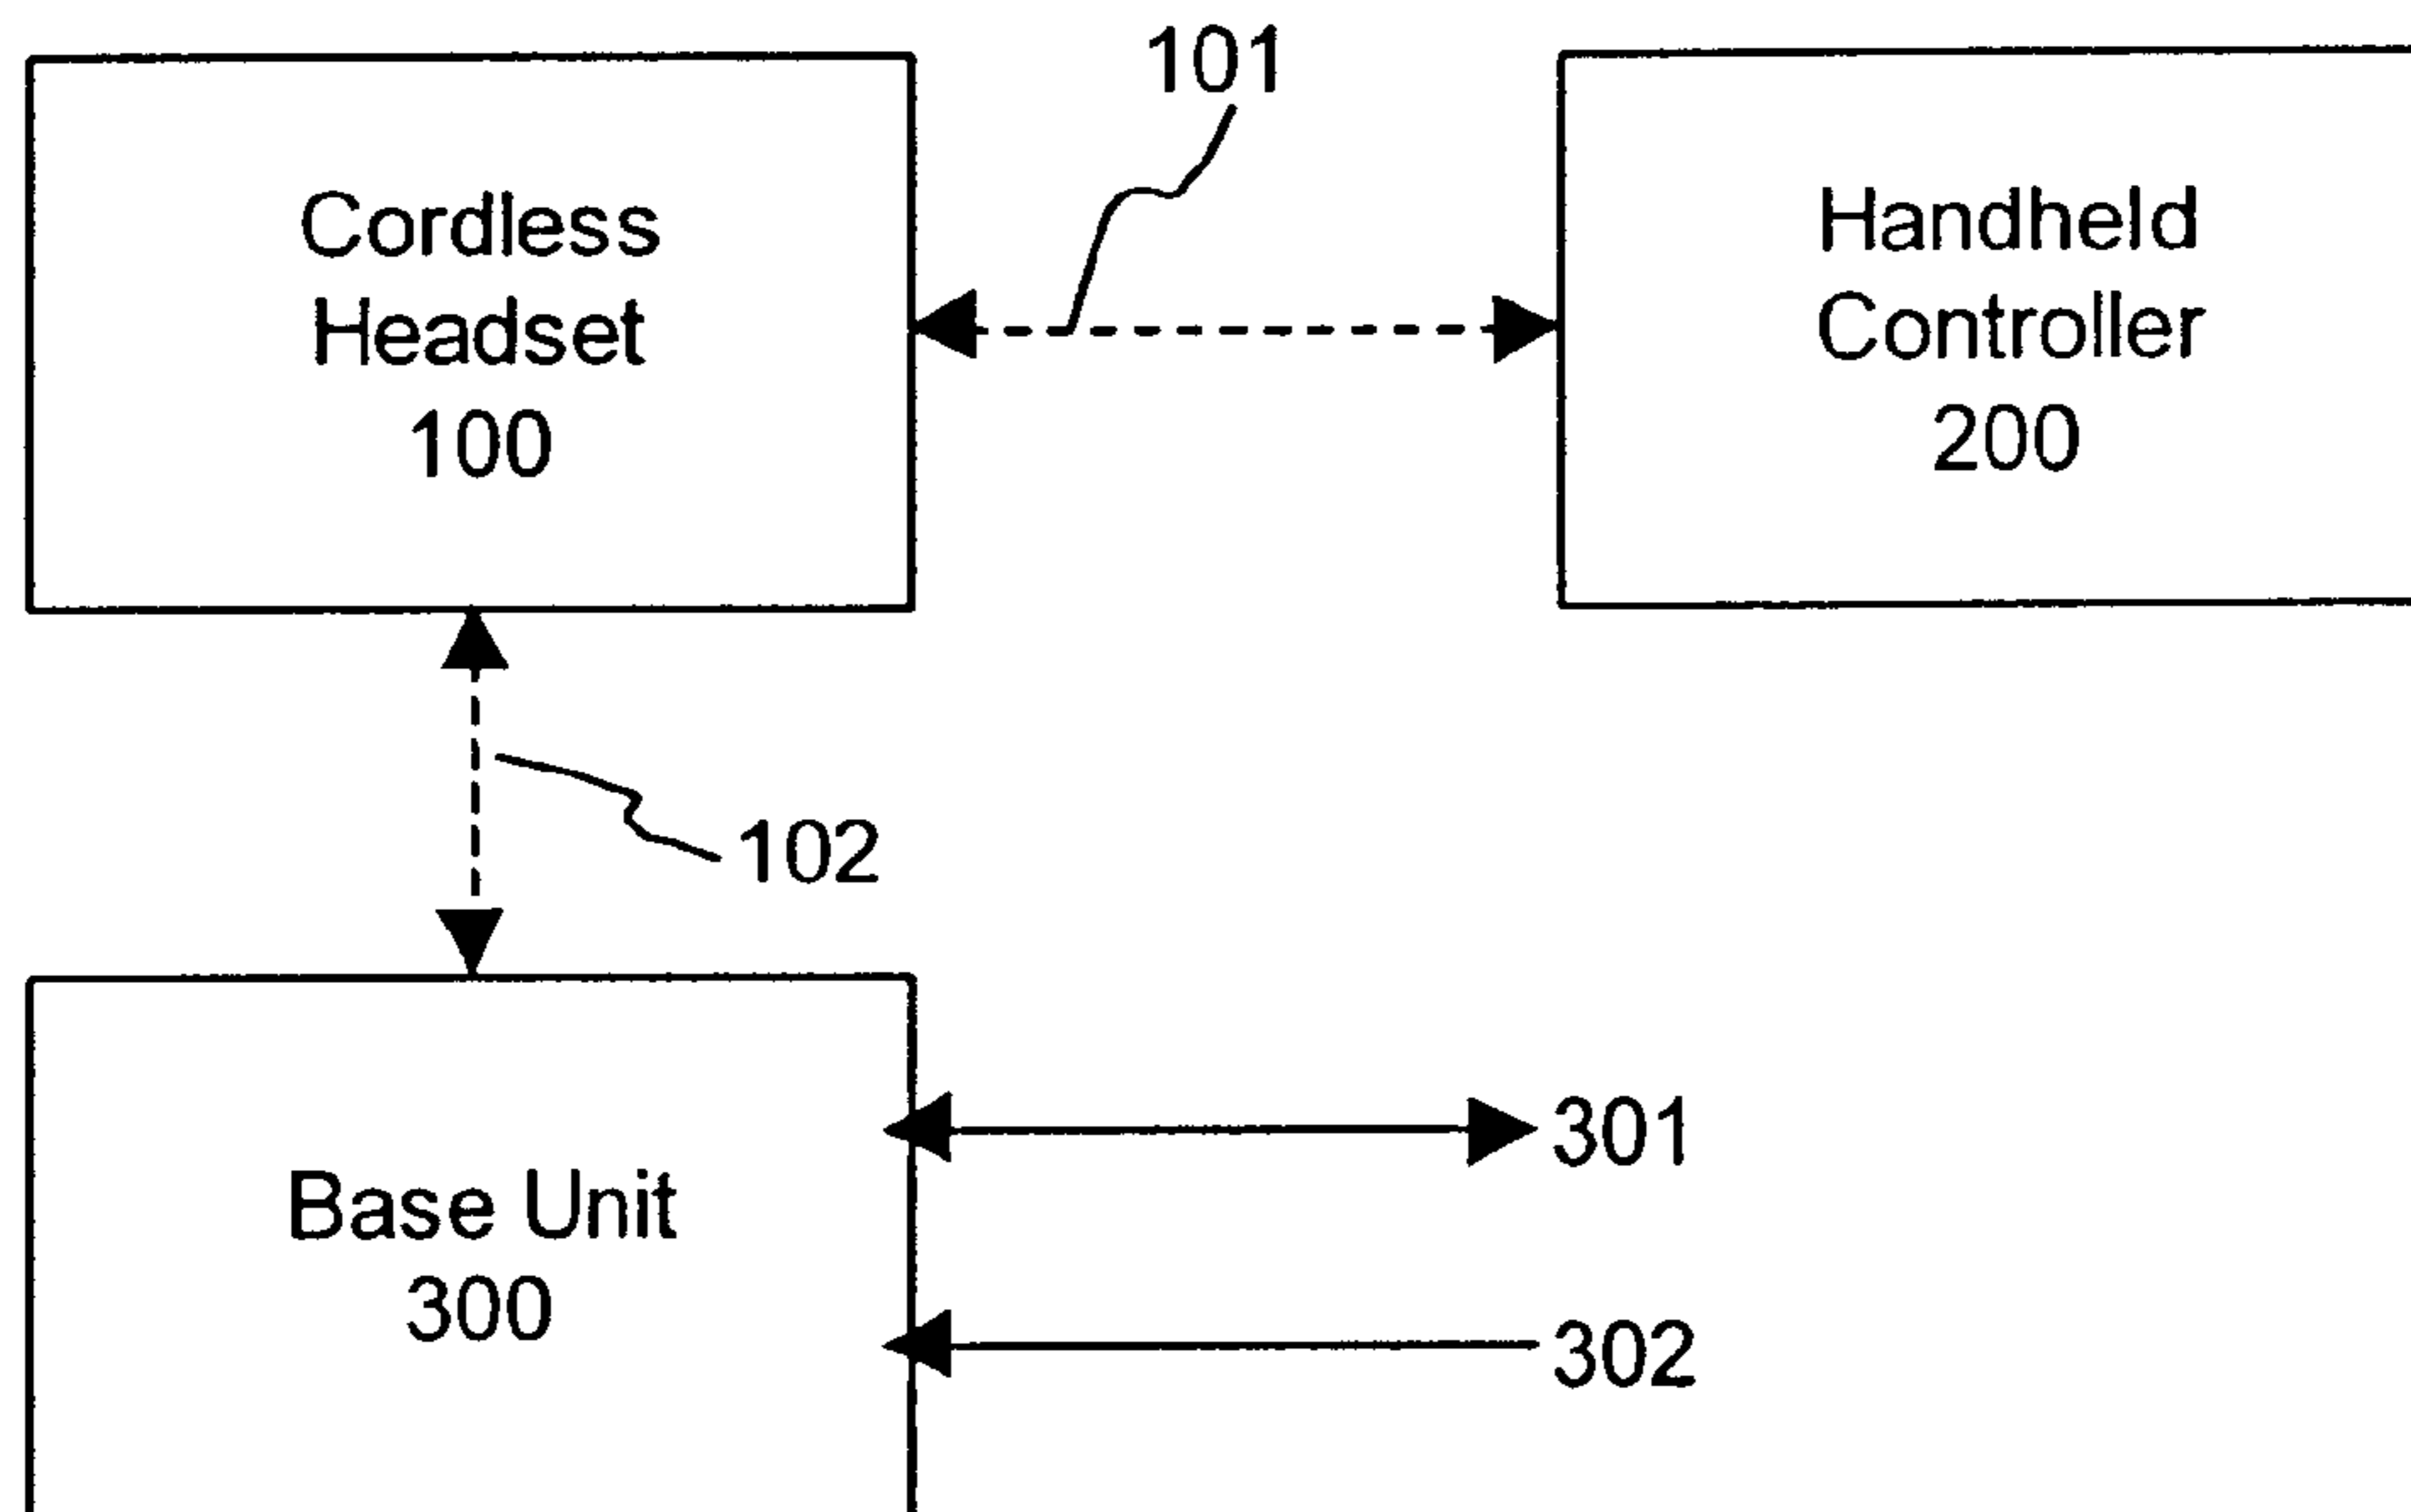 101
Cordless
Headset
100
Handheld
Controller
200
102
Base Unit
300
301
302